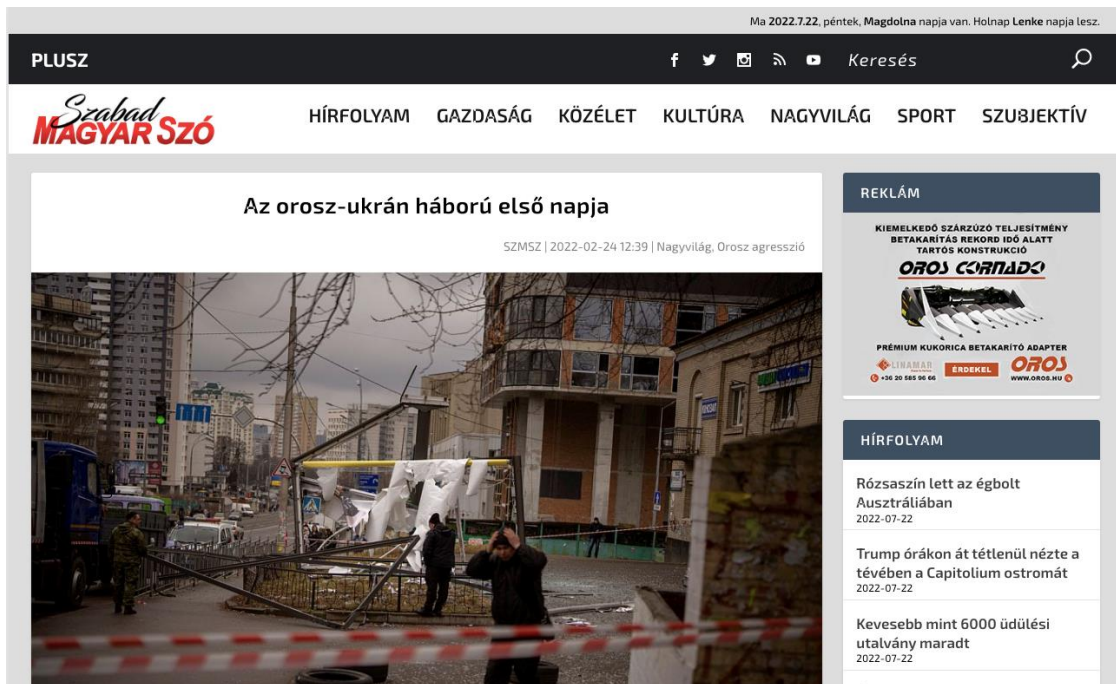 Ma 2022.7.22, péntek, Magdolna napja van. Holnap Lenke napja lesz.
PLUSZ
Keresés
Szabad
MAGYAR SZÓ
HÍRFOLYAM GAZDASÁG KÖZÉLET KULTÚRA NAGYVILÁG SPORT SZUBJEKTÍV
Az orosz-ukrán háború első napja
SZMSZ | 2022-02-24 12:39 | Nagyvilág, Orosz agresszió
REKLÁM
KIEMELKEDŐ SZÁRZÚZÓ TELJESÍTMÉNY
BETAKARÍTÁS REKORD IDŐ ALATT
TARTÓS KONSTRUKCIÓ
OROS CORNADO
PRÉMIUM KUKORICA BETAKARÍTÓ ADAPTER
LINAMAR
ÉRDEKEL
OROS
+36 20 585 96 66
WWW.OROS.HU
HÍRFOLYAM
Rózsaszín lett az égbolt
Ausztráliában
2022-07-22
Trump órákon át tétlenül nézte a
tévében a Capitolium ostromát
2022-07-22
Kevesebb mint 6000 üdülési
utalvány maradt
2022-07-22